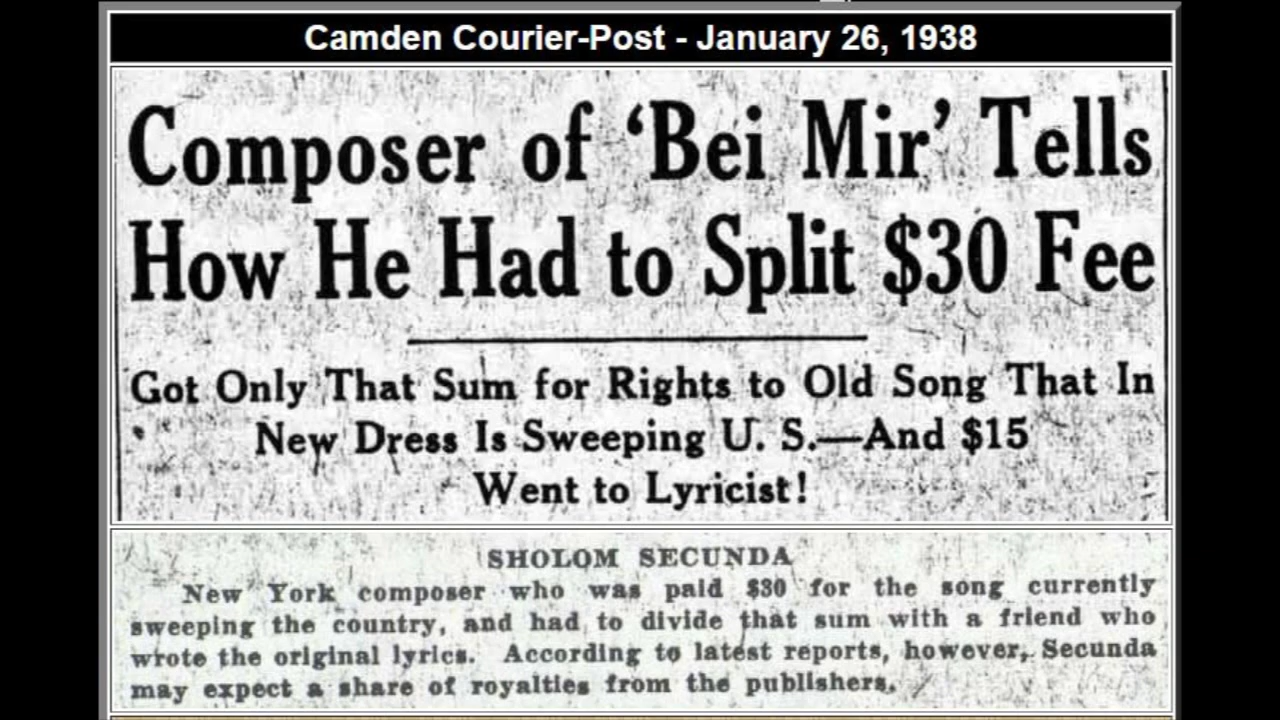 Camden Courier-Post - January 26, 1938
Composer of ‘Bei Mir’ Tells
How He Had to Split $30 Fee
Got Only That Sum for Rights to Old Song That In
New Dress Is Sweeping U. S.—And $15
Went to Lyricist!
SHOLOM SECUNDA
New York composer who was paid $30 for the song currently
sweeping the country, and had to divide that sum with a friend who
wrote the original lyrics. According to latest reports, however, Secunda
may expect a share of royalties from the publishers.